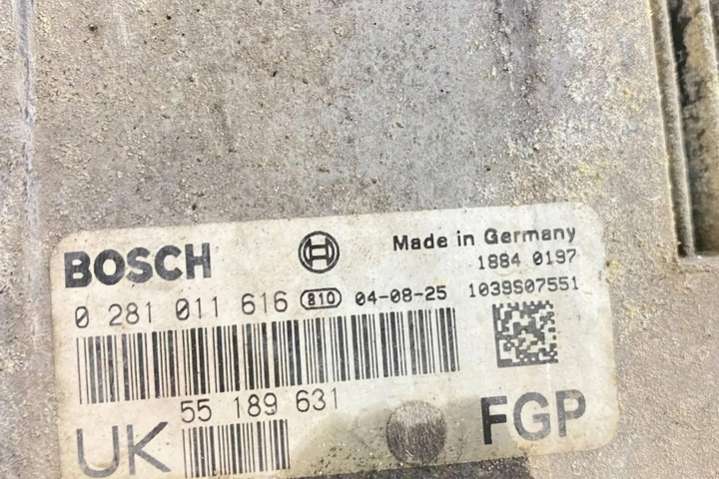 BOSCH
Made in Germany
1884 0197
0 281 011 616 810 04-08-25 1039S07551
55 189 631
UK
FGP